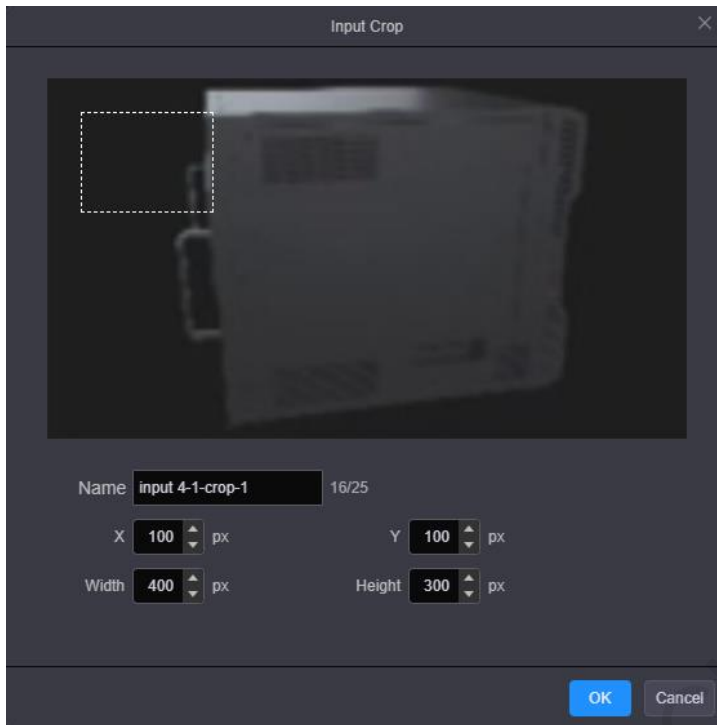 Input Crop
Name input 4-1-crop-1 16/25
X 100 px Y 100 px
Width 400 px Height 300 px
OK Cancel